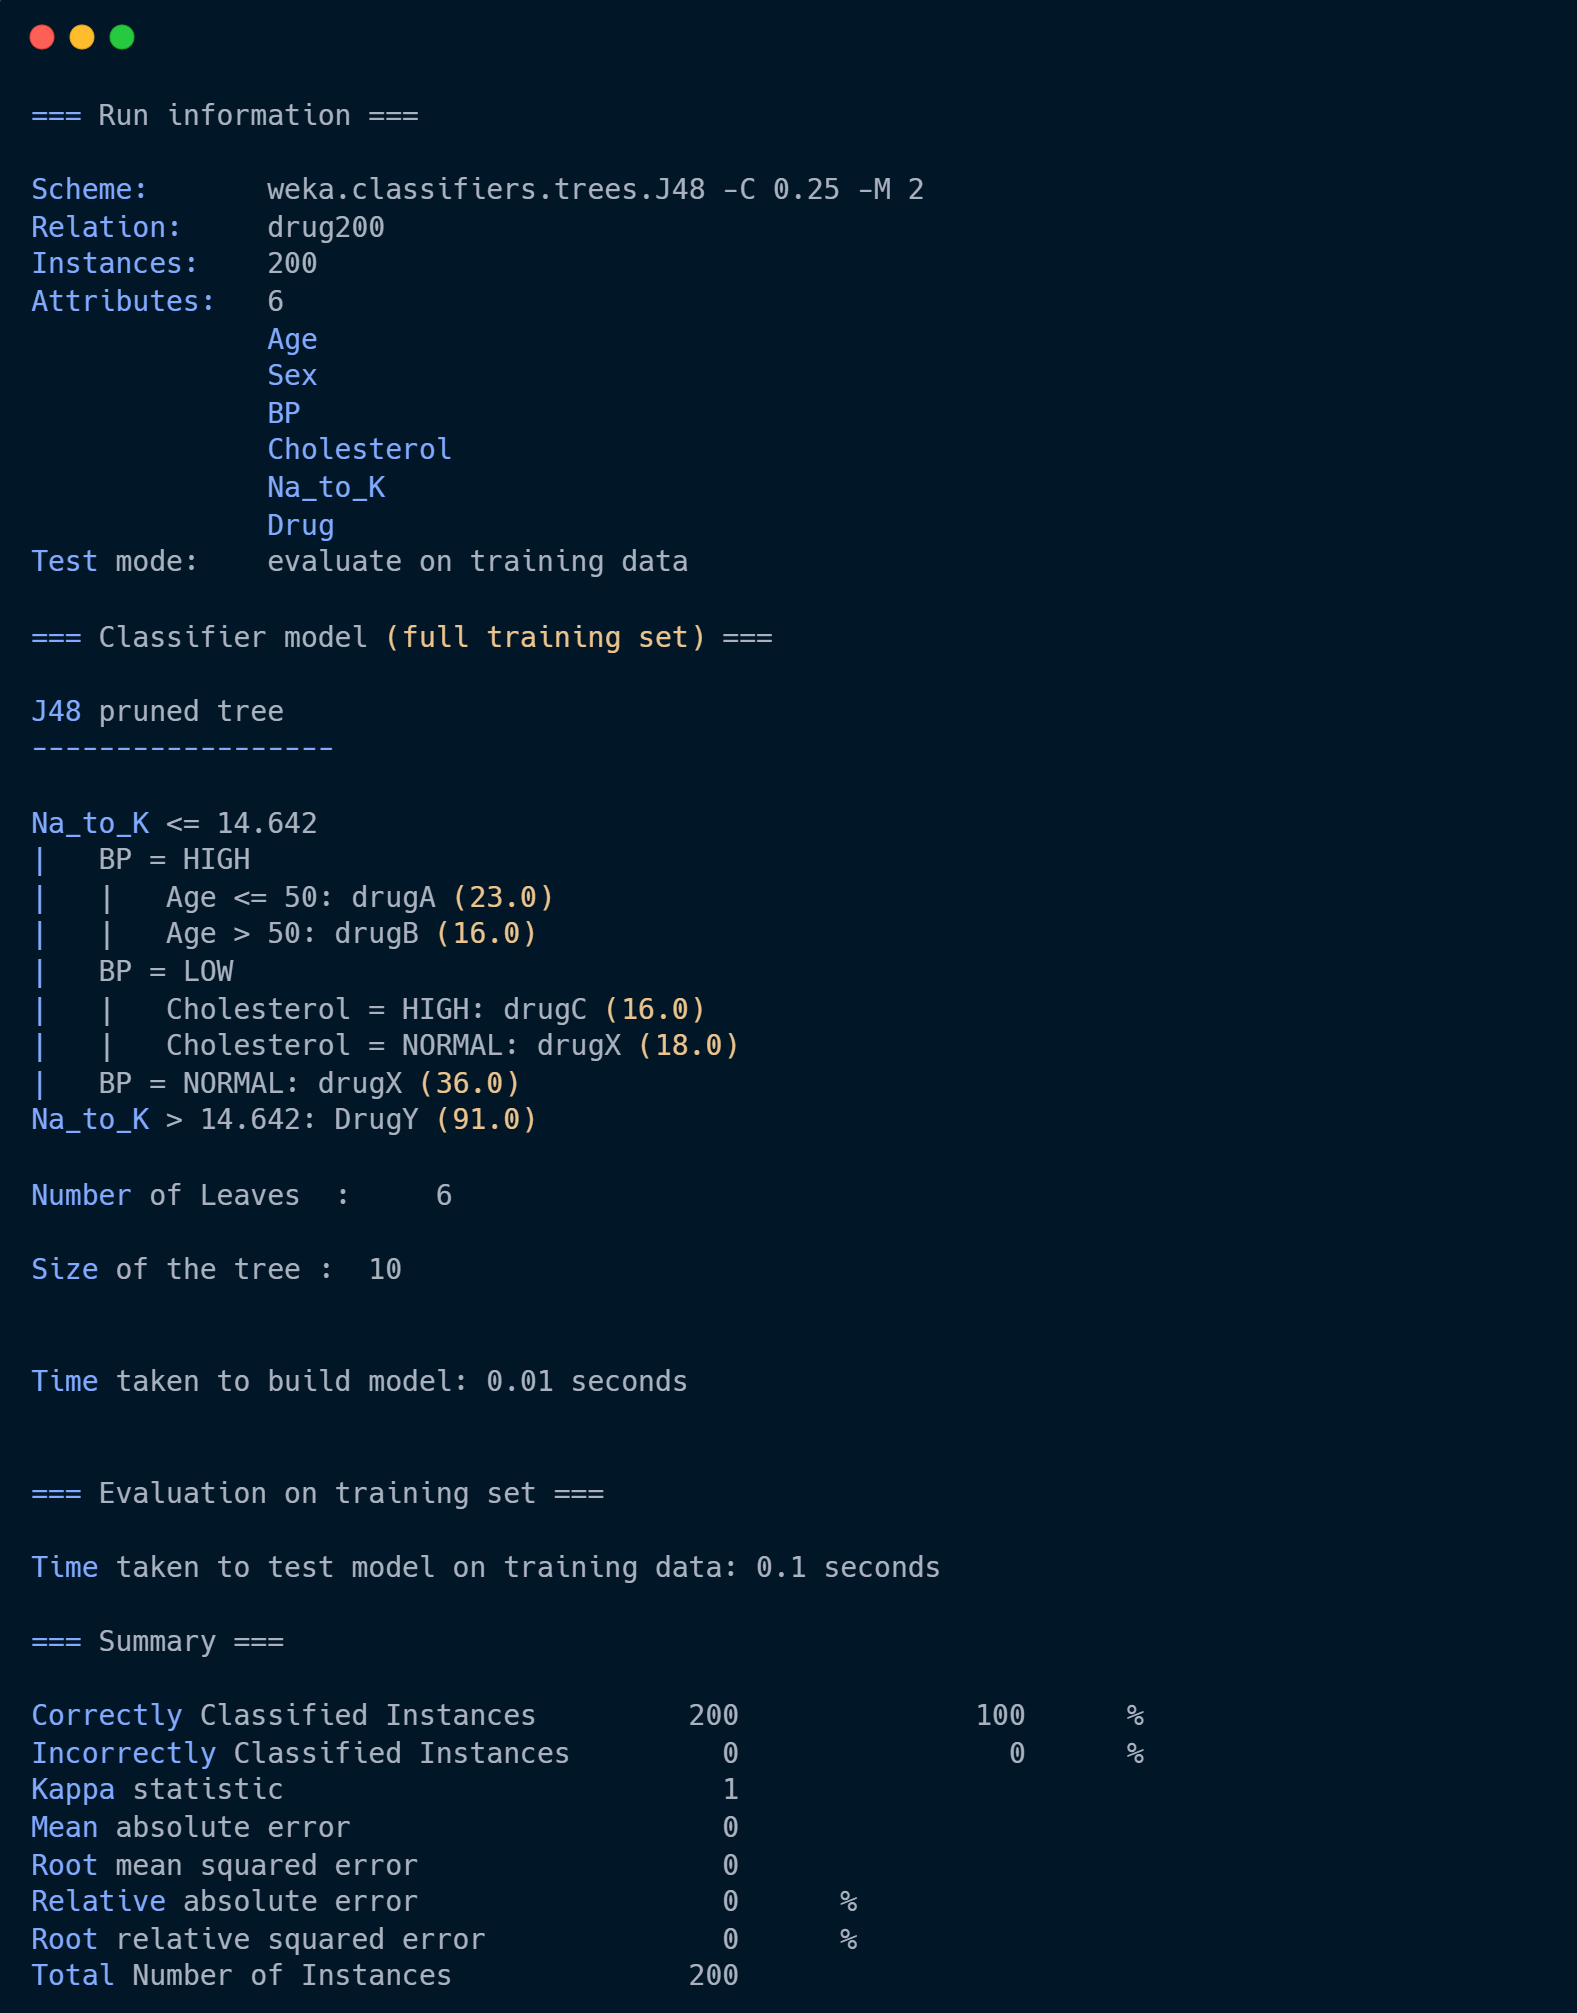 === Run information ===

Scheme:       weka.classifiers.trees.J48 -C 0.25 -M 2
Relation:     drug200
Instances:    200
Attributes:   6
              Age
              Sex
              BP
              Cholesterol
              Na_to_K
              Drug
Test mode:    evaluate on training data

=== Classifier model (full training set) ===

J48 pruned tree
------------------

Na_to_K <= 14.642
|   BP = HIGH
|   |   Age <= 50: drugA (23.0)
|   |   Age > 50: drugB (16.0)
|   BP = LOW
|   |   Cholesterol = HIGH: drugC (16.0)
|   |   Cholesterol = NORMAL: drugX (18.0)
|   BP = NORMAL: drugX (36.0)
Na_to_K > 14.642: DrugY (91.0)

Number of Leaves  :     6

Size of the tree :  10


Time taken to build model: 0.01 seconds


=== Evaluation on training set ===

Time taken to test model on training data: 0.1 seconds

=== Summary ===

Correctly Classified Instances         200              100      %
Incorrectly Classified Instances         0                0      %
Kappa statistic                          1
Mean absolute error                      0
Root mean squared error                  0
Relative absolute error                  0      %
Root relative squared error              0      %
Total Number of Instances              200